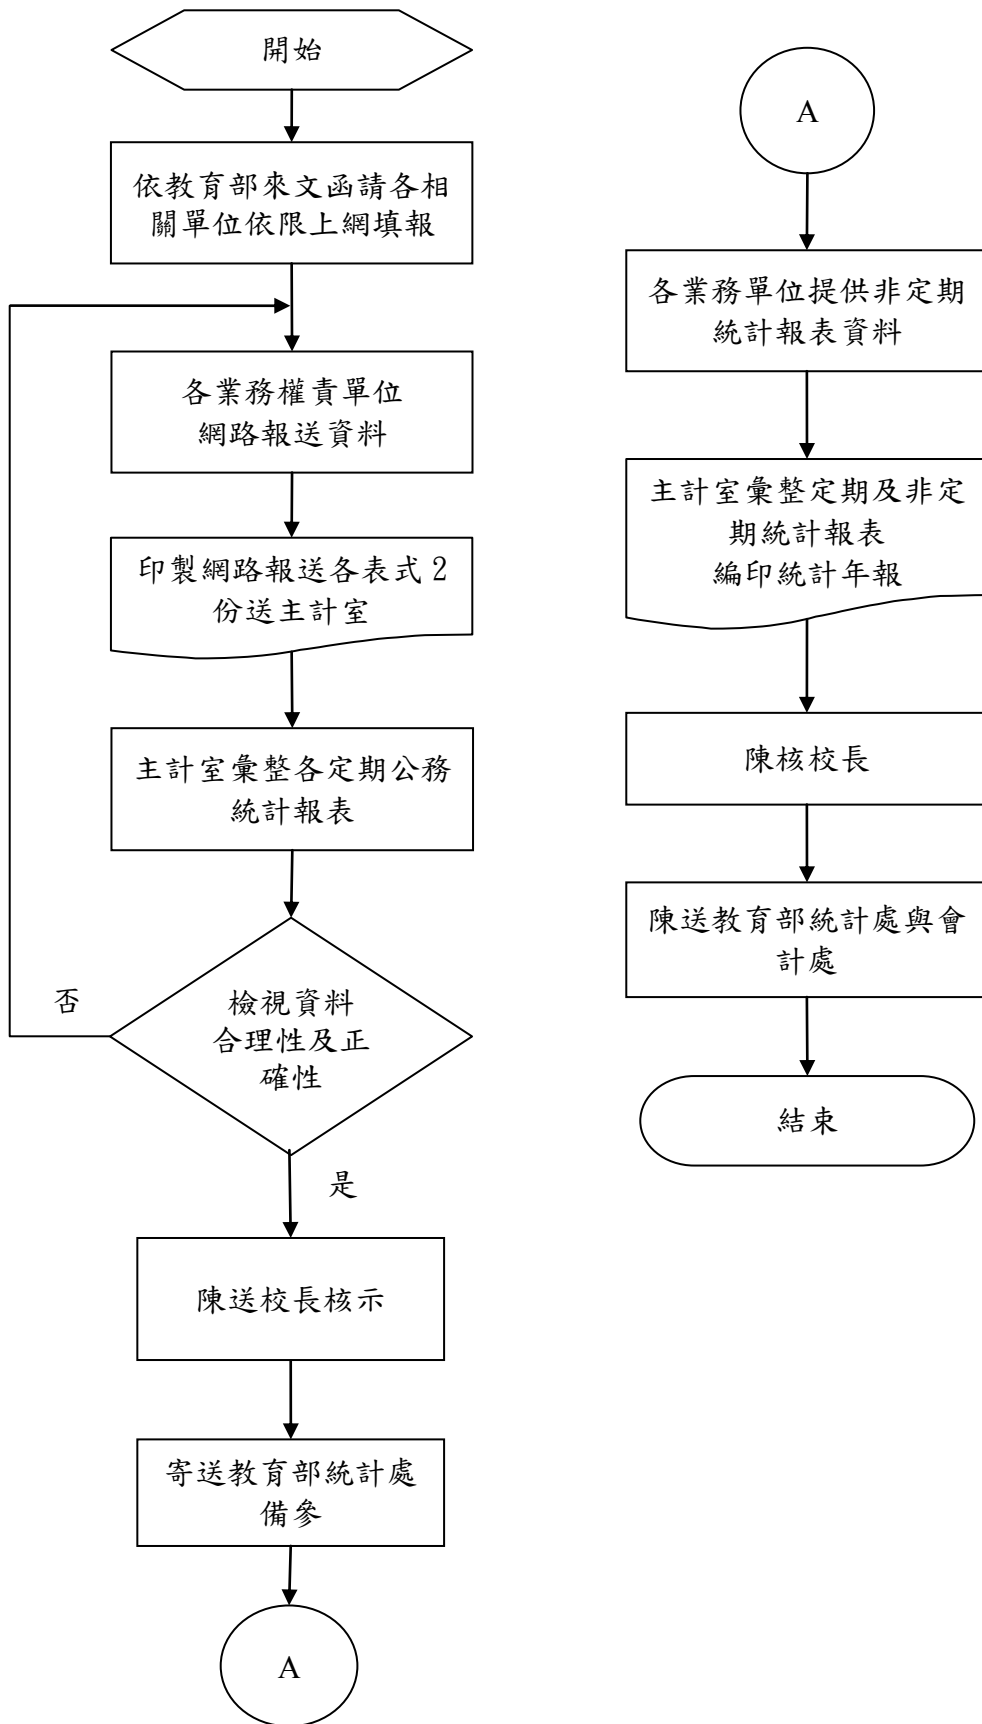 開始
依教育部來文函請各相
關單位依限上網填報
各業務權責單位
網路報送資料
印製網路報送各表式 2
份送主計室
主計室彙整各定期公務
統計報表
否
檢視資料
合理性及正
確性
是
陳送校長核示
寄送教育部統計處
備參
A
A
各業務單位提供非定期
統計報表資料
主計室彙整定期及非定
期統計報表
編印統計年報
陳核校長
陳送教育部統計處與會
計處
結束